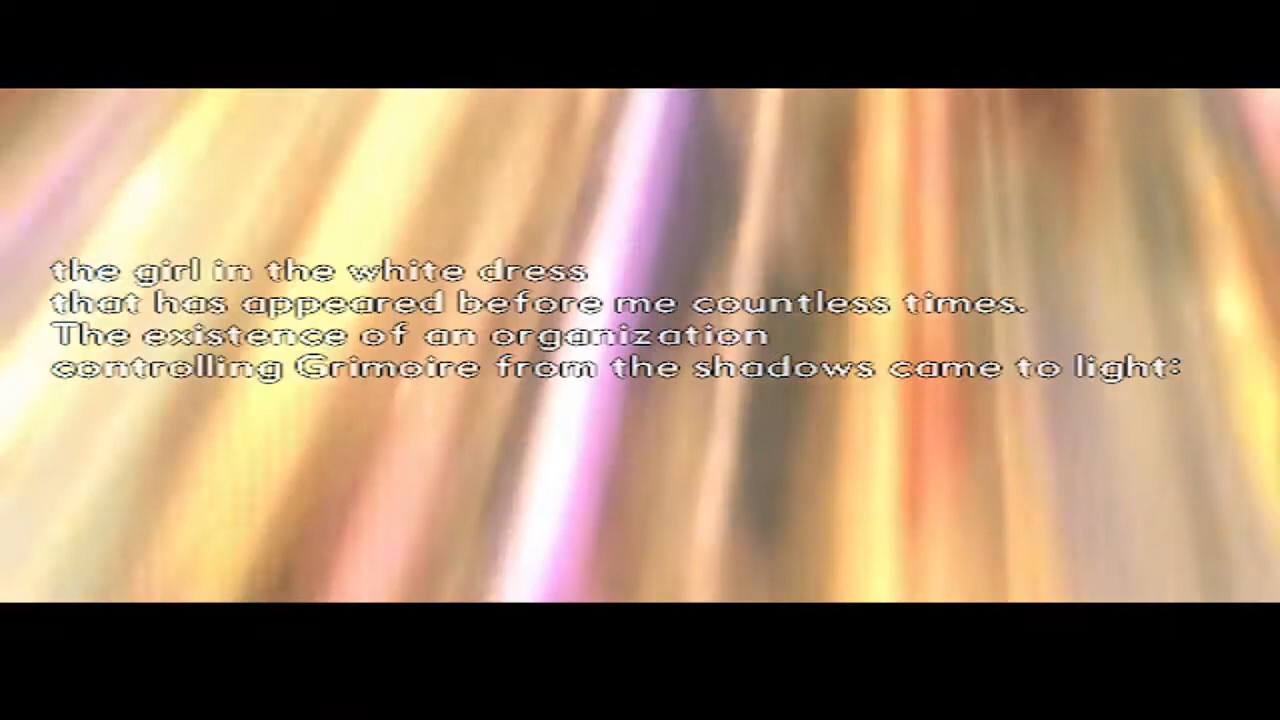 the girl in the white dress
that has appeared before me countless times.
The existence of an organization
controlling Grimoire from the shadows came to light: